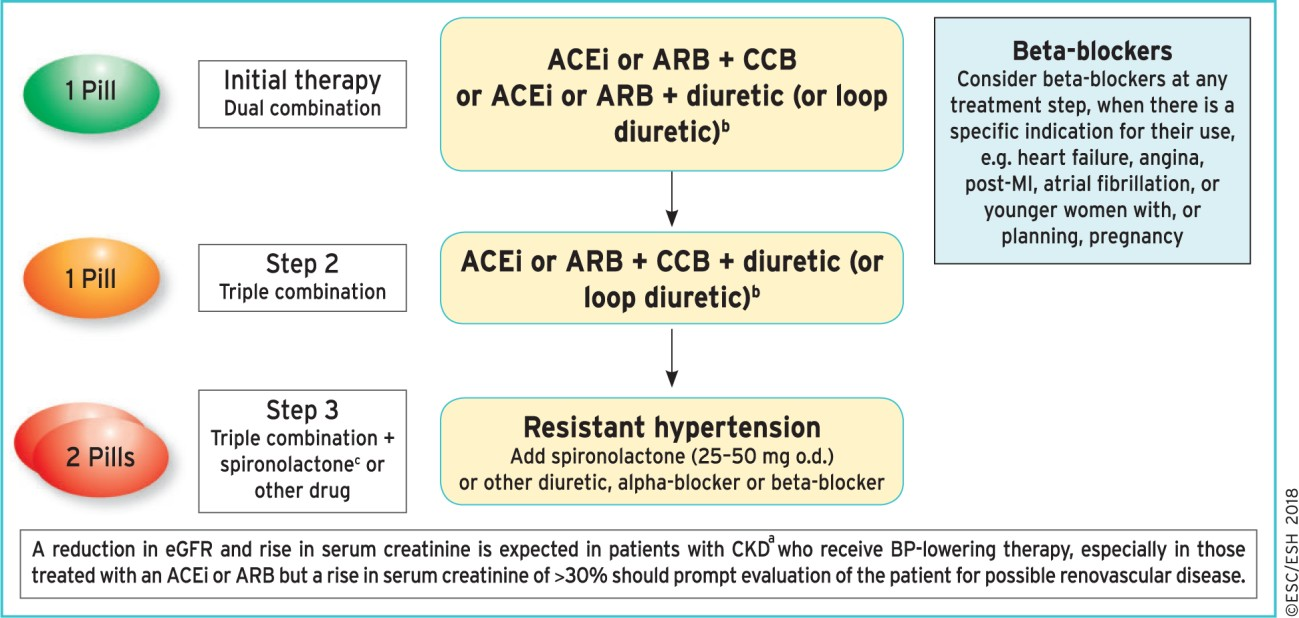 1 Pill
Initial therapy
Dual combination
ACEi or ARB + CCB
or ACEi or ARB + diuretic (or loop
diuretic)ᵇ
Beta-blockers
Consider beta-blockers at any
treatment step, when there is a
specific indication for their use,
e.g. heart failure, angina,
post-MI, atrial fibrillation, or
younger women with, or
planning, pregnancy
1 Pill
Step 2
Triple combination
ACEi or ARB + CCB + diuretic (or
loop diuretic)ᵇ
2 Pills
Step 3
Triple combination +
spironolactoneᶜ or
other drug
Resistant hypertension
Add spironolactone (25–50 mg o.d.)
or other diuretic, alpha-blocker or beta-blocker
A reduction in eGFR and rise in serum creatinine is expected in patients with CKDᵃ who receive BP-lowering therapy, especially in those
treated with an ACEi or ARB but a rise in serum creatinine of >30% should prompt evaluation of the patient for possible renovascular disease.
©ESC/ESH 2018